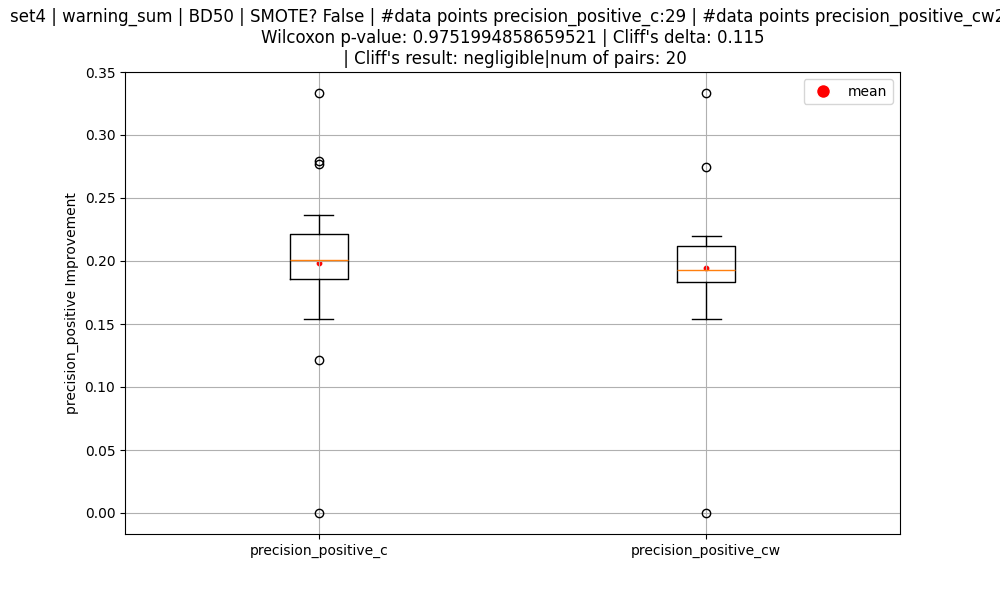 set4 | warning_sum | BD50 | SMOTE? False | #data points precision_positive_c:29 | #data points precision_positive_cw2
Wilcoxon p-value: 0.9751994858659521 | Cliff's delta: 0.115
| Cliff's result: negligible|num of pairs: 20
mean
0.35
0.30
0.25
0.20
0.15
0.10
0.05
0.00
precision_positive Improvement
precision_positive_c
precision_positive_cw